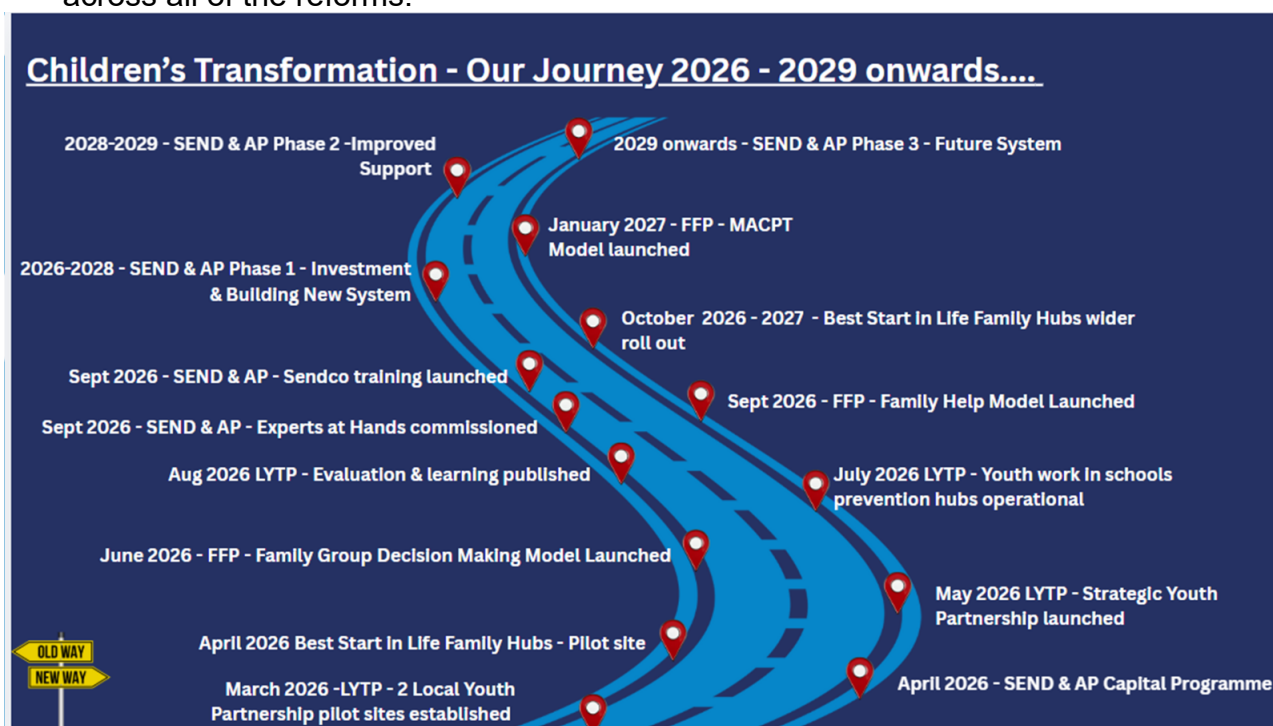 across all of the reforms.
Children's Transformation - Our Journey 2026 - 2029 onwards....
2028-2029 - SEND & AP Phase 2 -Improved
Support
2029 onwards - SEND & AP Phase 3 - Future System
January 2027 - FFP - MACPT
Model launched
2026-2028 - SEND & AP Phase 1 - Investment
& Building New System
October 2026 - 2027 - Best Start in Life Family Hubs wider
roll out
Sept 2026 - SEND & AP - Sendco training launched
Sept 2026 - FFP - Family Help Model Launched
Sept 2026 - SEND & AP - Experts at Hands commissioned
Aug 2026 LYTP - Evaluation & learning published
July 2026 LYTP - Youth work in schools
prevention hubs operational
June 2026 - FFP - Family Group Decision Making Model Launched
May 2026 LYTP - Strategic Youth
Partnership launched
April 2026 Best Start in Life Family Hubs - Pilot site
April 2026 - SEND & AP Capital Programme
March 2026 -LYTP - 2 Local Youth
Partnership pilot sites established
OLD WAY
NEW WAY